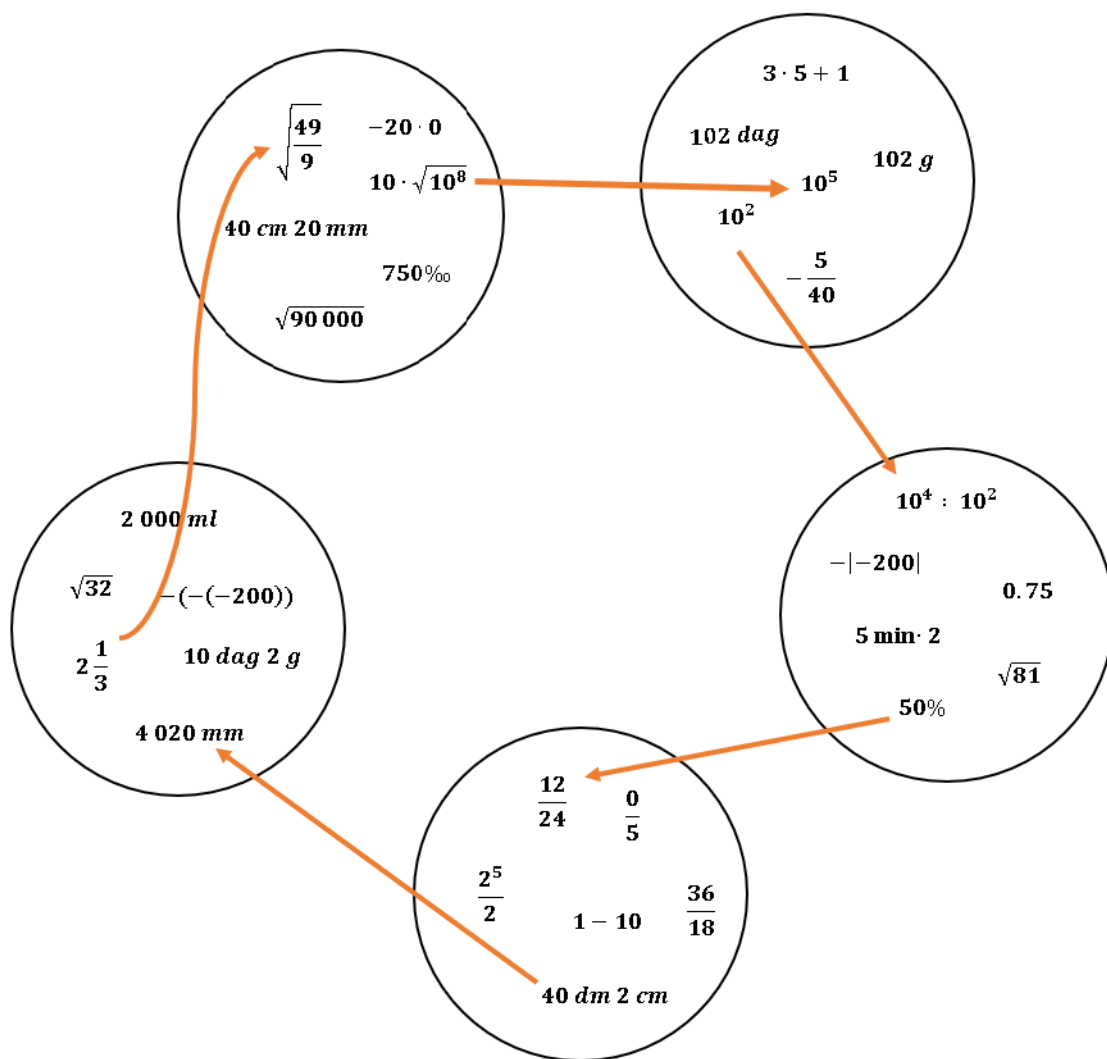 √(49/9)
−20 · 0
10 · √(10⁸)
40 cm 20 mm
750‰
√(90 000)
3 · 5 + 1
102 dag
102 g
10⁵
10²
−5/40
10⁴ : 10²
−|−200|
0.75
5 min· 2
√81
50%
12/24
0/5
2⁵/2
1 − 10
36/18
40 dm 2 cm
2 000 ml
√32
−(−(−200))
10 dag 2 g
2 1/3
4 020 mm